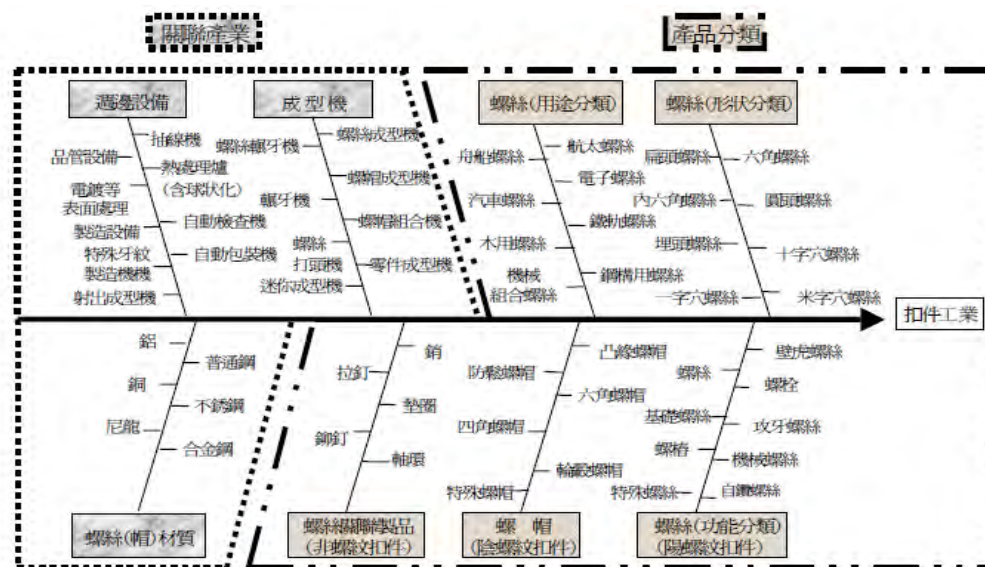 關聯產業
產品分類
週邊設備
成型機
螺絲(用途分類)
螺絲(形狀分類)
抽線機
品管設備
熱處理爐
(含球狀化)
電鍍等
表面處理
製造設備
自動檢查機
特殊牙紋
製造機機
自動包裝機
射出成型機
螺絲成型機
螺絲輾牙機
螺帽成型機
輾牙機
螺帽組合機
螺絲
打頭機
零件成型機
迷你成型機
航太螺絲
舟船螺絲
電子螺絲
汽車螺絲
鐵軌螺絲
木用螺絲
機械
組合螺絲
鋼構用螺絲
扁頭螺絲
六角螺絲
內六角螺絲
圓頭螺絲
埋頭螺絲
十字穴螺絲
一字穴螺絲
米字穴螺絲
扣件工業
鋁
普通鋼
銅
不銹鋼
尼龍
合金鋼
螺絲(帽)材質
銷
拉釘
墊圈
鉚釘
軸環
螺絲關聯製品
(非螺紋扣件)
凸緣螺帽
防鬆螺帽
六角螺帽
四角螺帽
輪轂螺帽
特殊螺帽
螺 帽
(陰螺紋扣件)
壁虎螺絲
螺絲
螺栓
基礎螺絲
攻牙螺絲
螺樁
機械螺絲
特殊螺絲
自鑽螺絲
螺絲(功能分類)
(陽螺紋扣件)